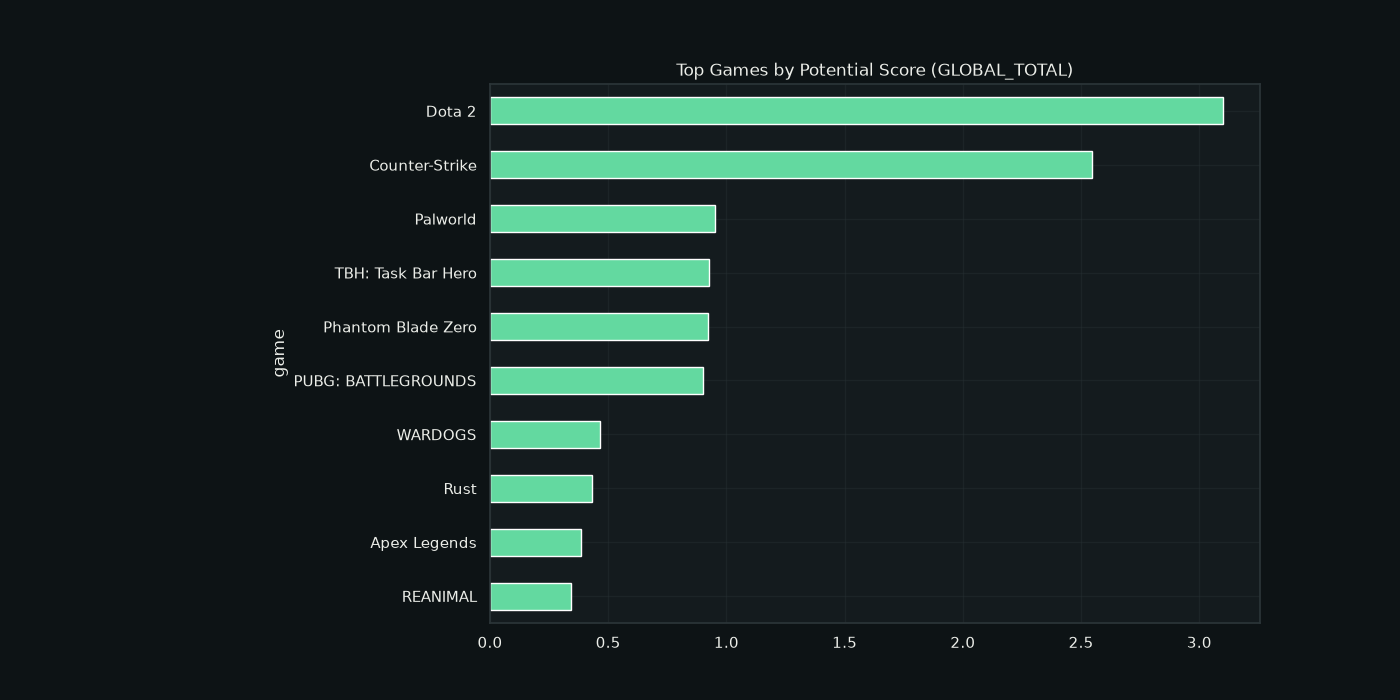 Top Games by Potential Score (GLOBAL_TOTAL)
Dota 2
Counter-Strike
Palworld
TBH: Task Bar Hero
Phantom Blade Zero
PUBG: BATTLEGROUNDS
WARDOGS
Rust
Apex Legends
REANIMAL
game
0.0 0.5 1.0 1.5 2.0 2.5 3.0